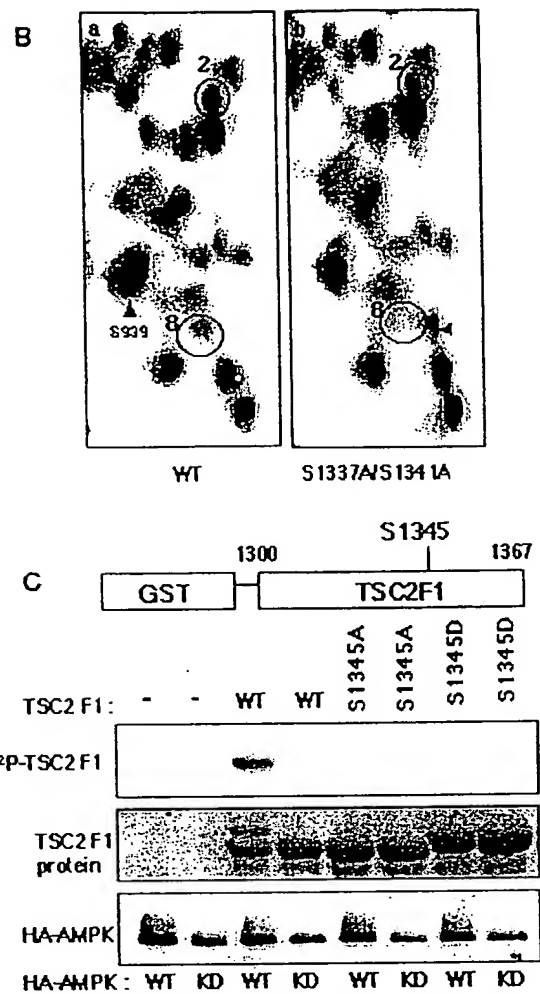 B
a b
2 2
S939
8 8
WT S1337A/S1341A
C
S1345
1300 1367
GST TSC2F1
TSC2 F1: - - WT WT S1345A S1345A S1345D S1345D
²P-TSC2 F1
TSC2 F1
protein
HA-AMPK
HA-AMPK: WT KD WT KD WT KD WT KD